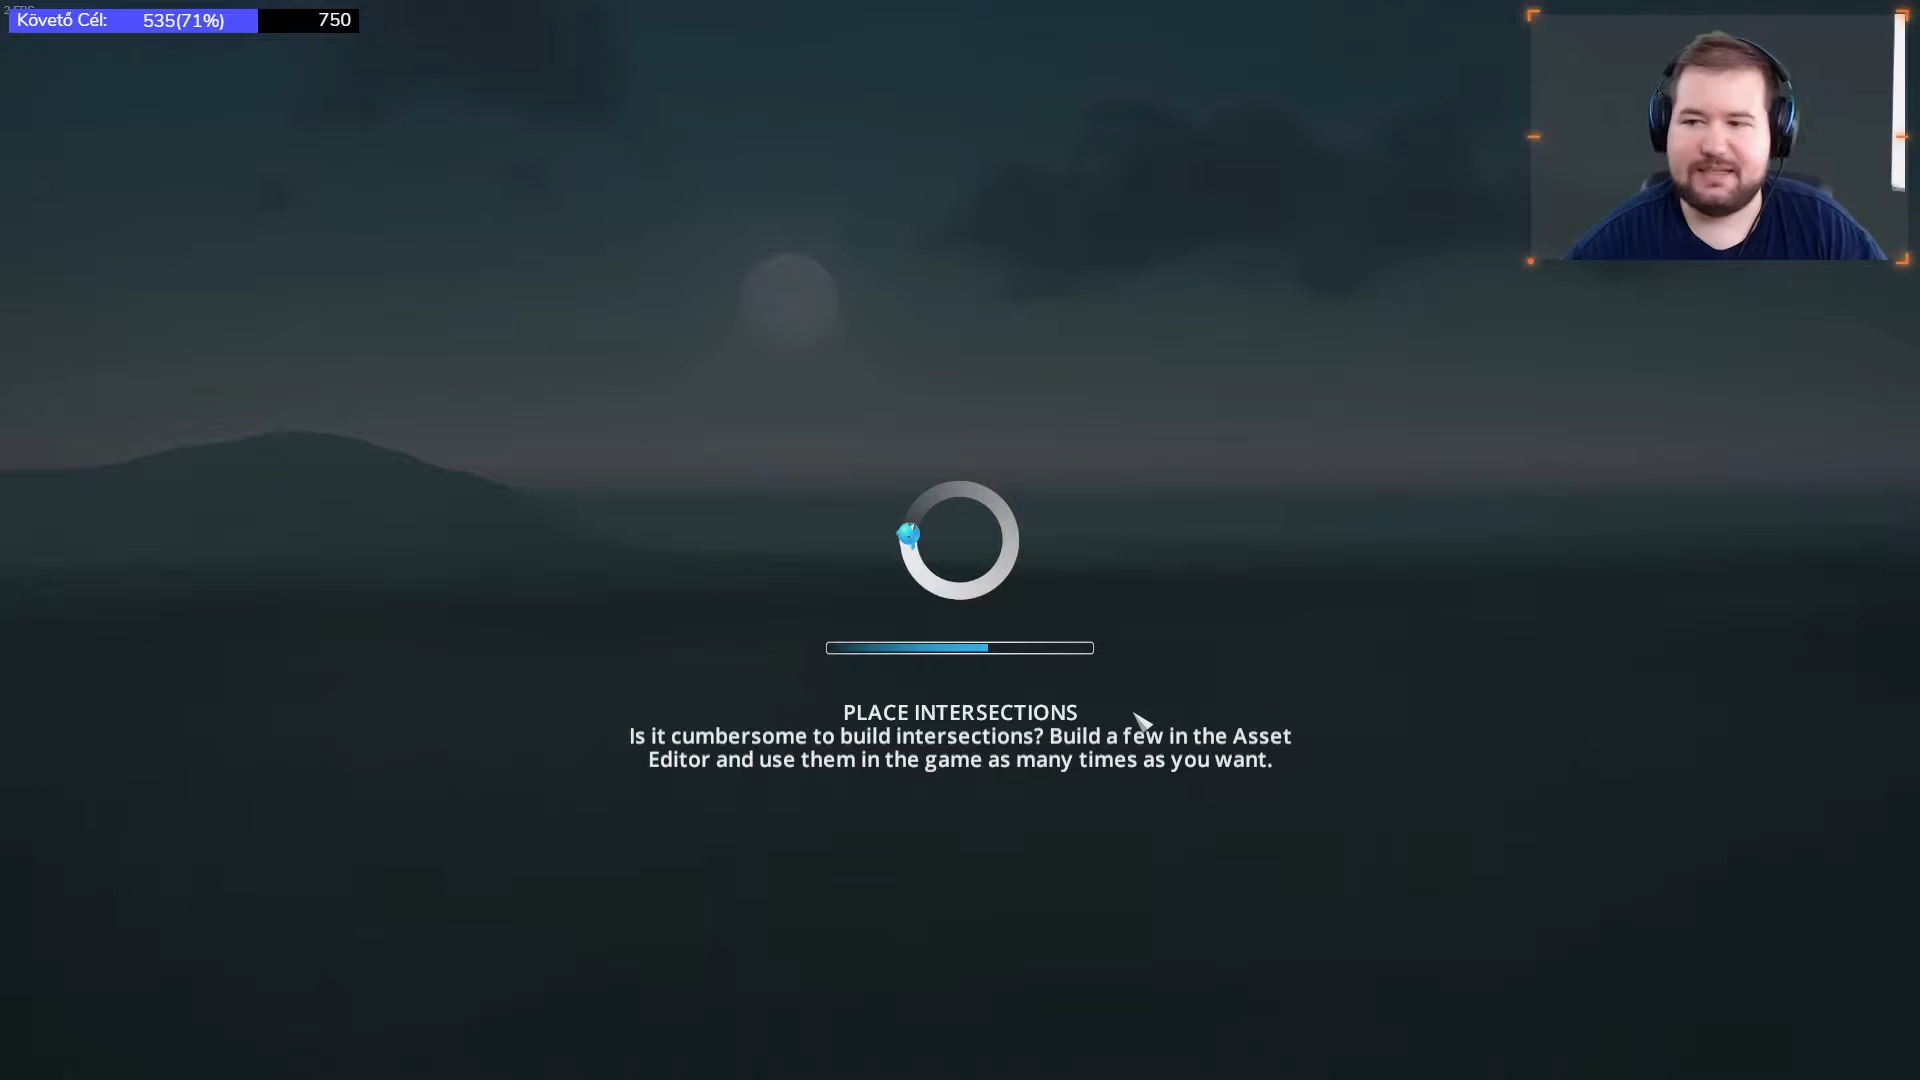 Követő Cél: 535(71%) 750
PLACE INTERSECTIONS
Is it cumbersome to build intersections? Build a few in the Asset
Editor and use them in the game as many times as you want.